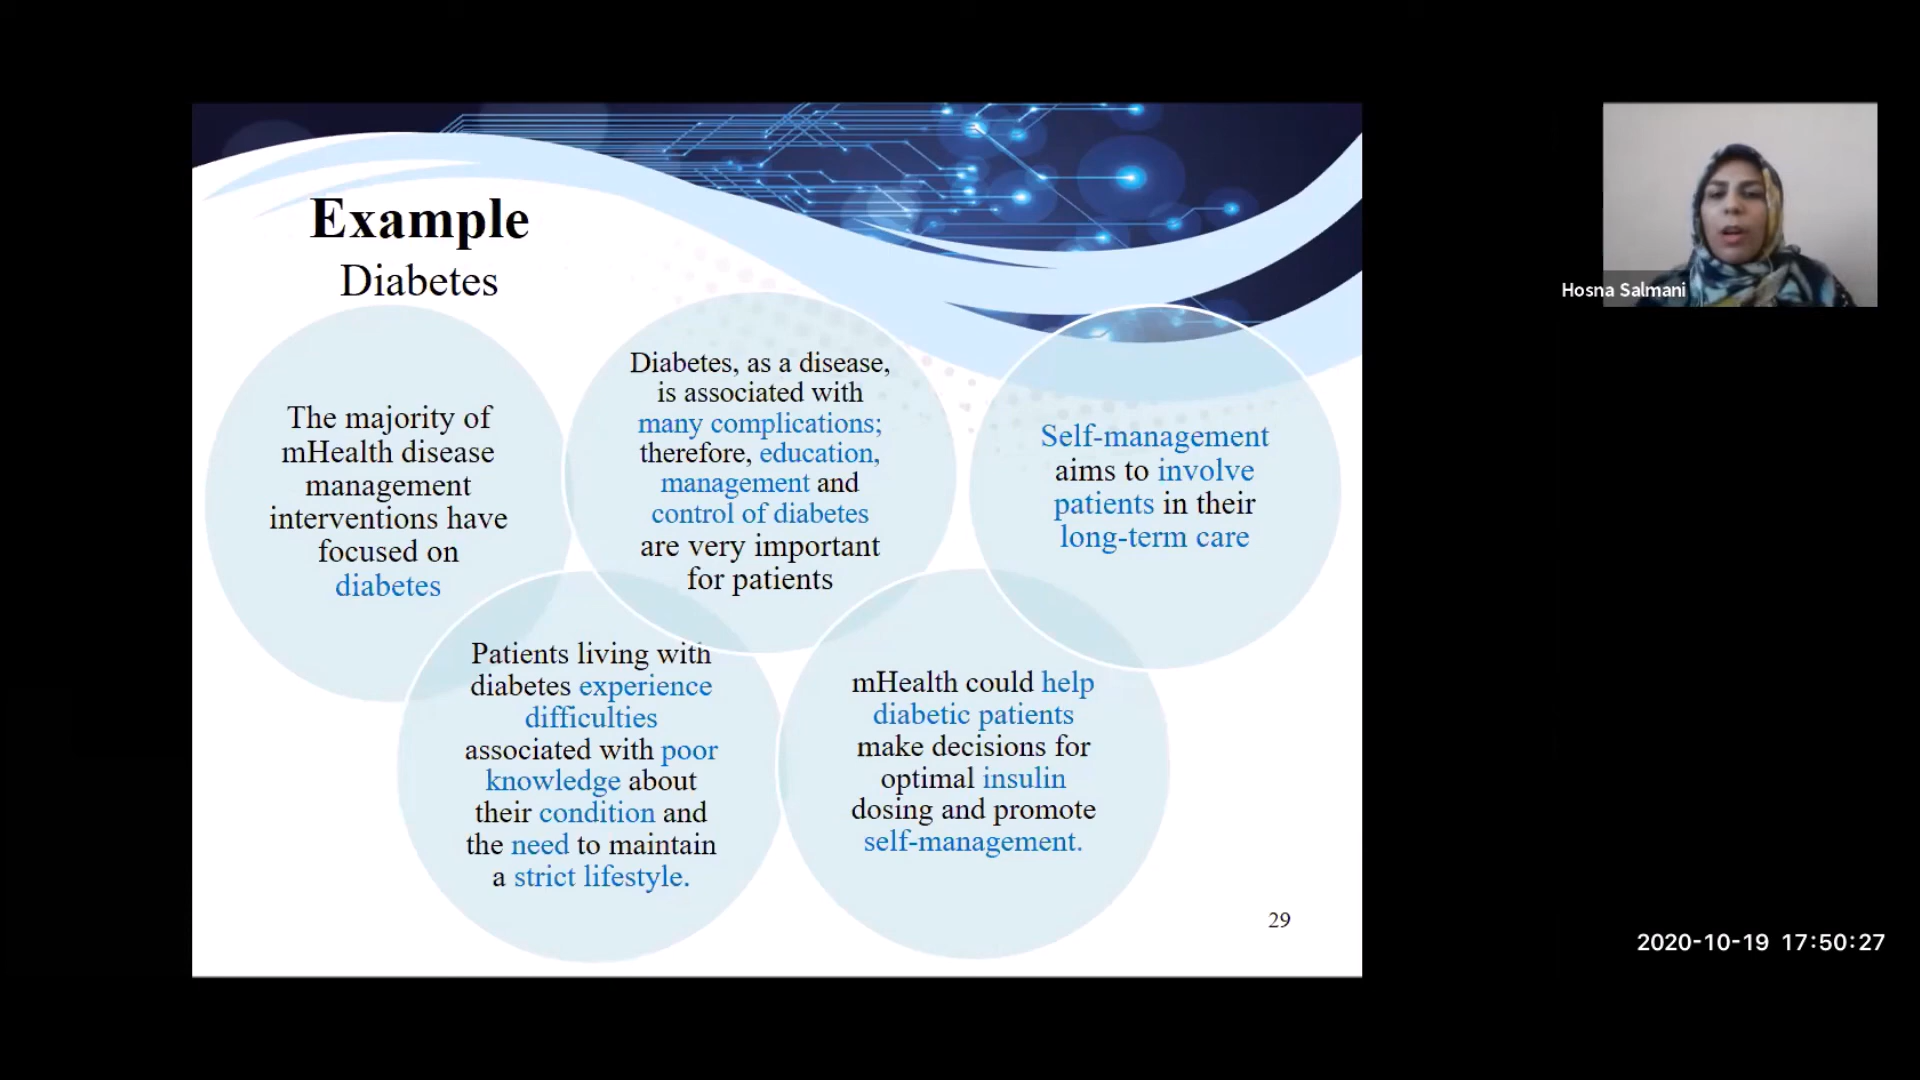 Example
Diabetes
The majority of
mHealth disease
management
interventions have
focused on
diabetes
Diabetes, as a disease,
is associated with
many complications;
therefore, education,
management and
control of diabetes
are very important
for patients
Self-management
aims to involve
patients in their
long-term care
Patients living with
diabetes experience
difficulties
associated with poor
knowledge about
their condition and
the need to maintain
a strict lifestyle.
mHealth could help
diabetic patients
make decisions for
optimal insulin
dosing and promote
self-management.
29
Hosna Salmani
2020-10-19 17:50:27